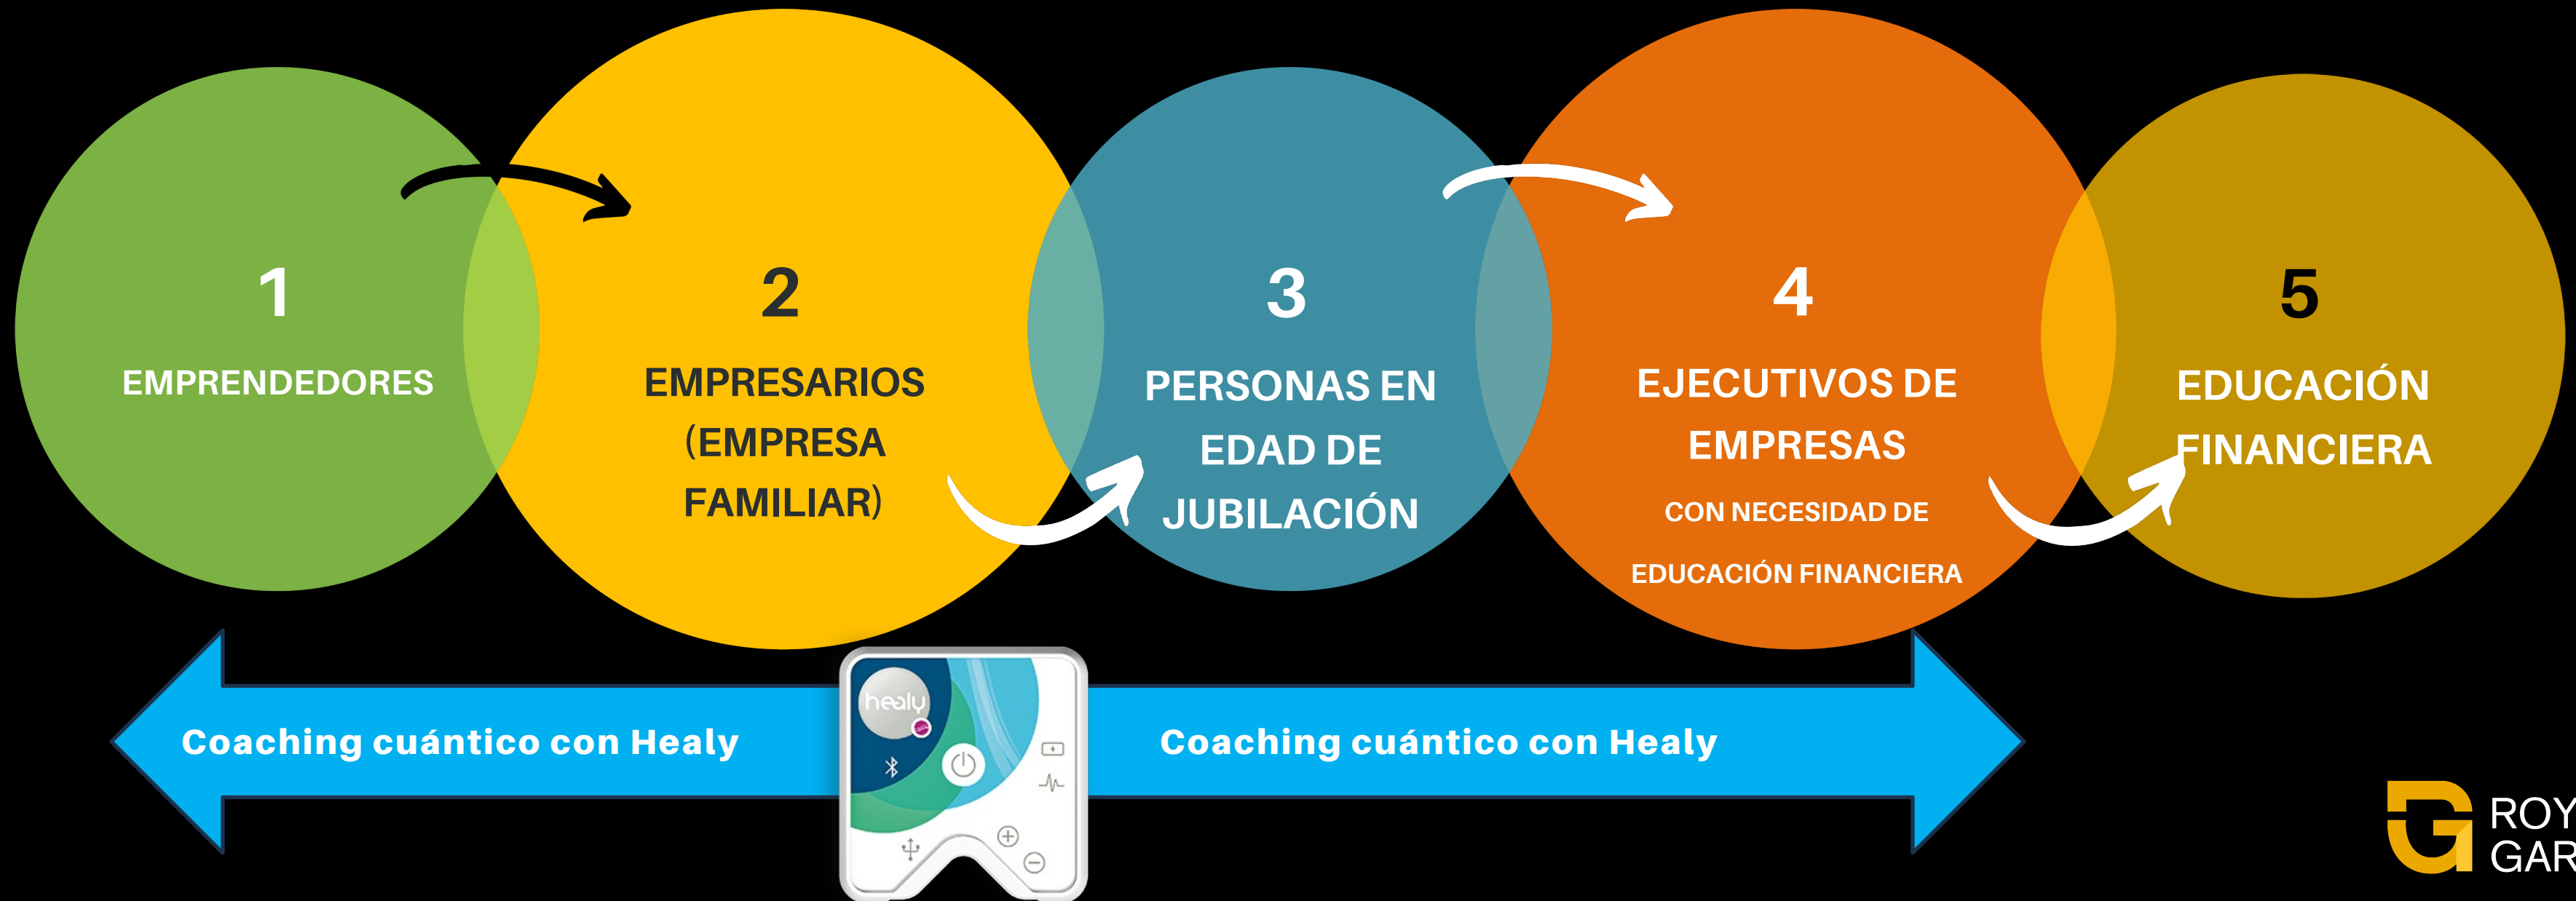 1
EMPRENDEDORES
2
EMPRESARIOS
(EMPRESA
FAMILIAR)
3
PERSONAS EN
EDAD DE
JUBILACIÓN
4
EJECUTIVOS DE
EMPRESAS
CON NECESIDAD DE
EDUCACIÓN FINANCIERA
5
EDUCACIÓN
FINANCIERA
Coaching cuántico con Healy
healy
Coaching cuántico con Healy
ROY
GAR